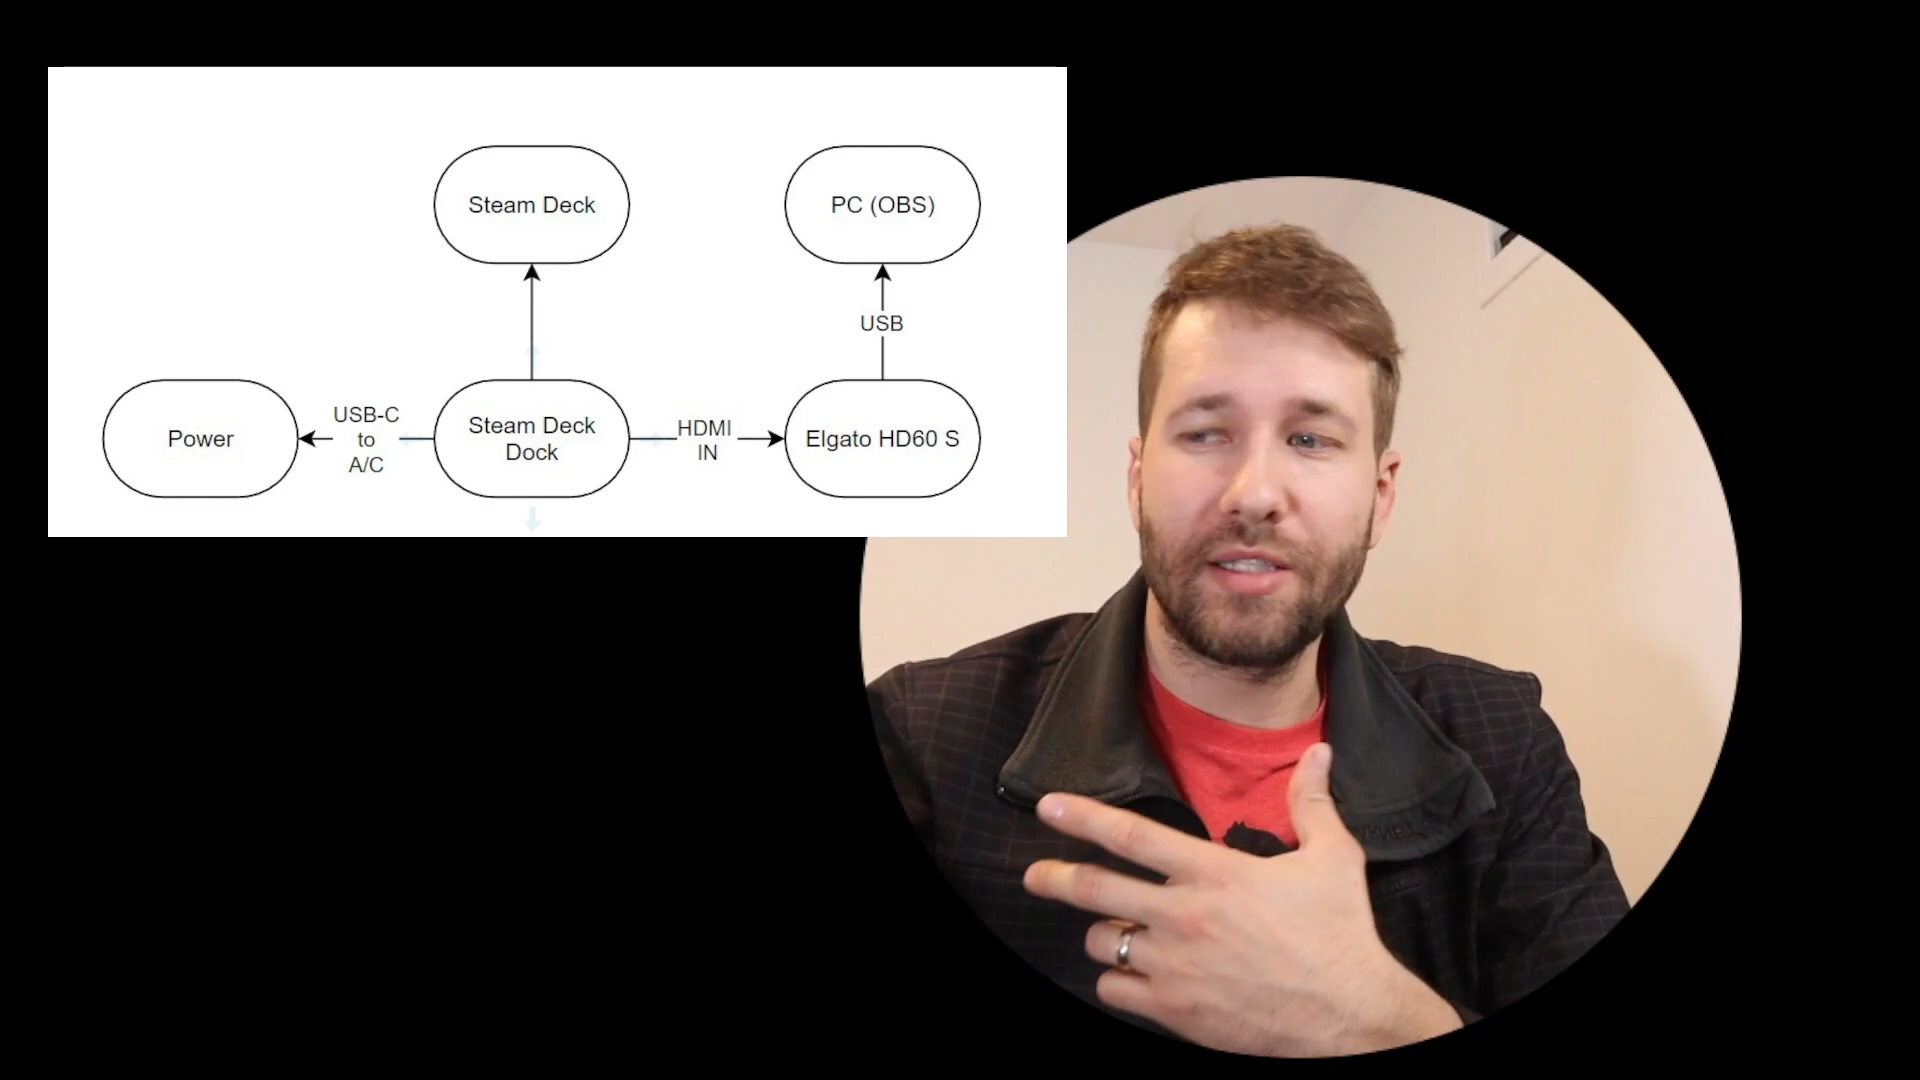 Steam Deck
PC (OBS)
USB
Power
USB-C
to
A/C
Steam Deck
Dock
HDMI
IN
Elgato HD60 S